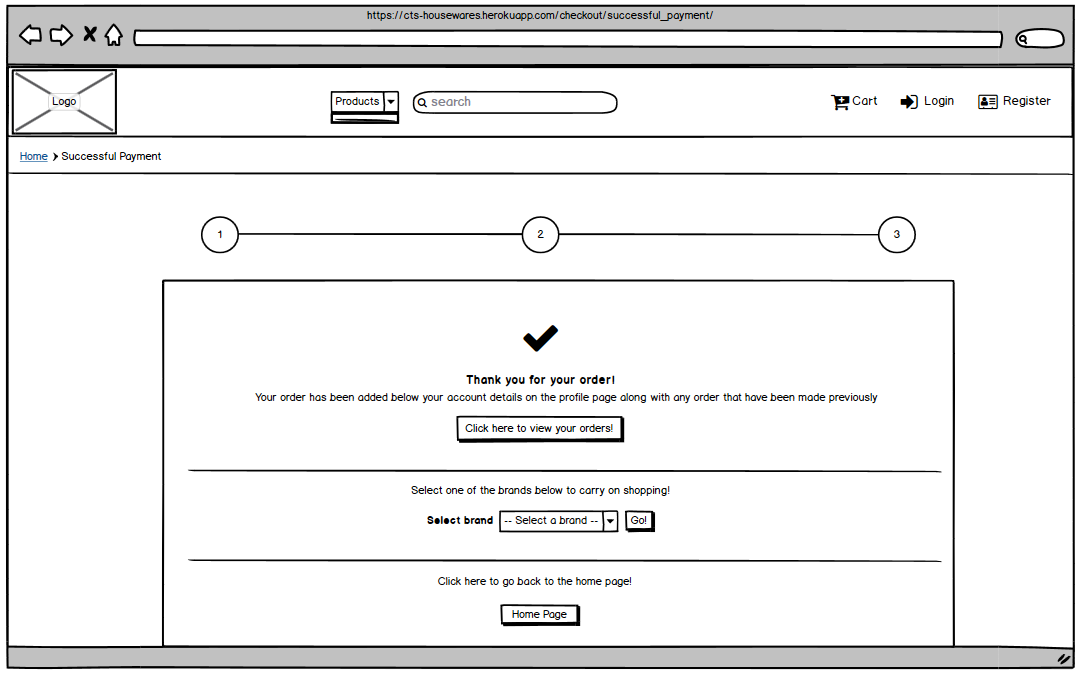 https://cts-housewares.herokuapp.com/checkout/successful_payment/
Logo
Products
search
Cart
Login
Register
Home
Successful Payment
1
2
3
Thank you for your order!
Your order has been added below your account details on the profile page along with any order that have been made previously
Click here to view your orders!
Select one of the brands below to carry on shopping!
Select brand -- Select a brand -- Go!
Click here to go back to the home page!
Home Page